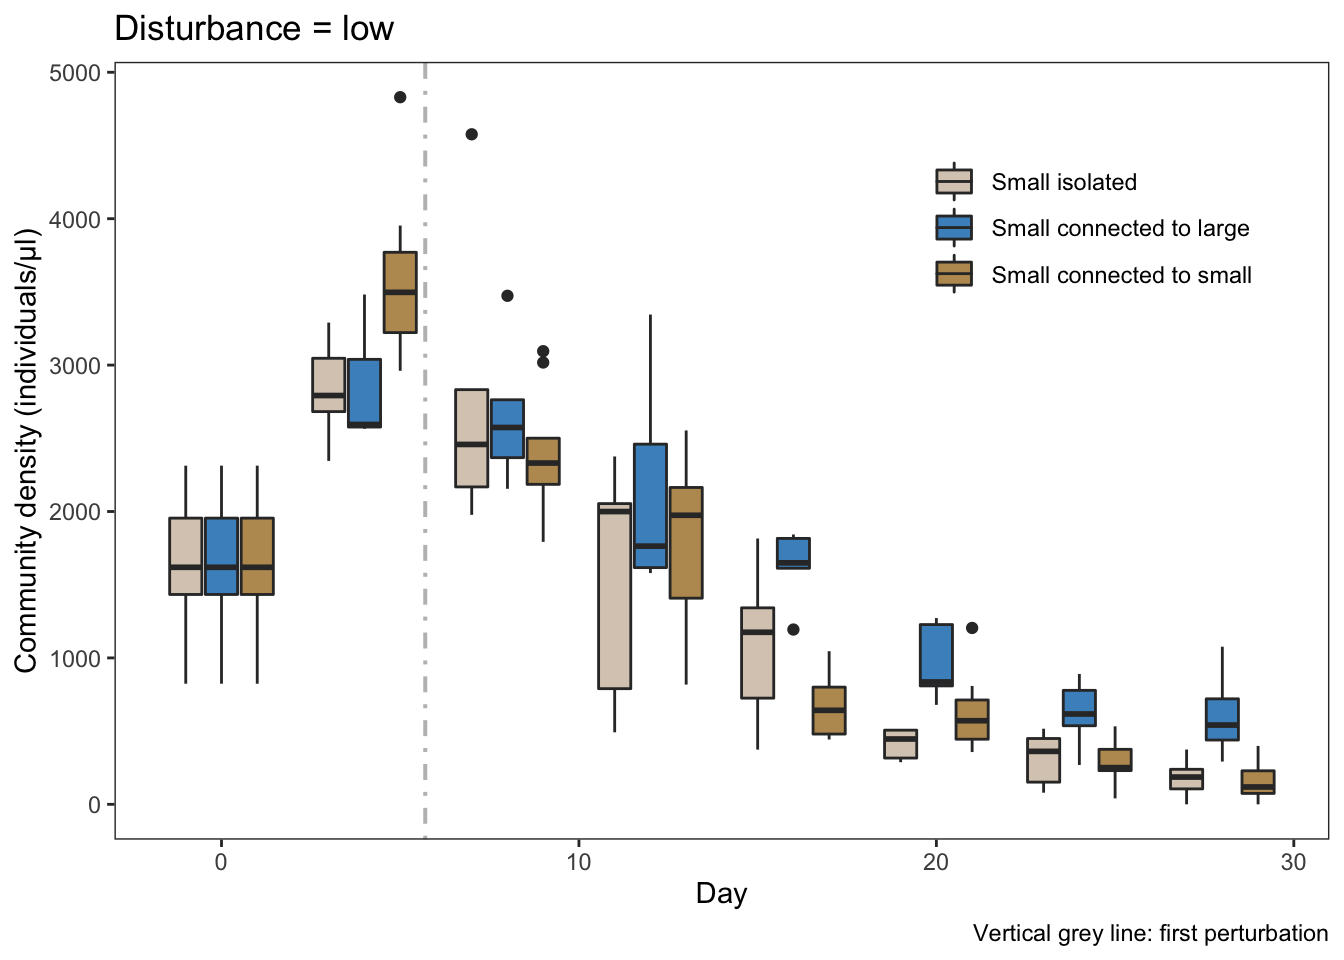 Disturbance = low
Community density (individuals/µl)
5000
4000
3000
2000
1000
0
Small isolated
Small connected to large
Small connected to small
0
10
20
30
Day
Vertical grey line: first perturbation